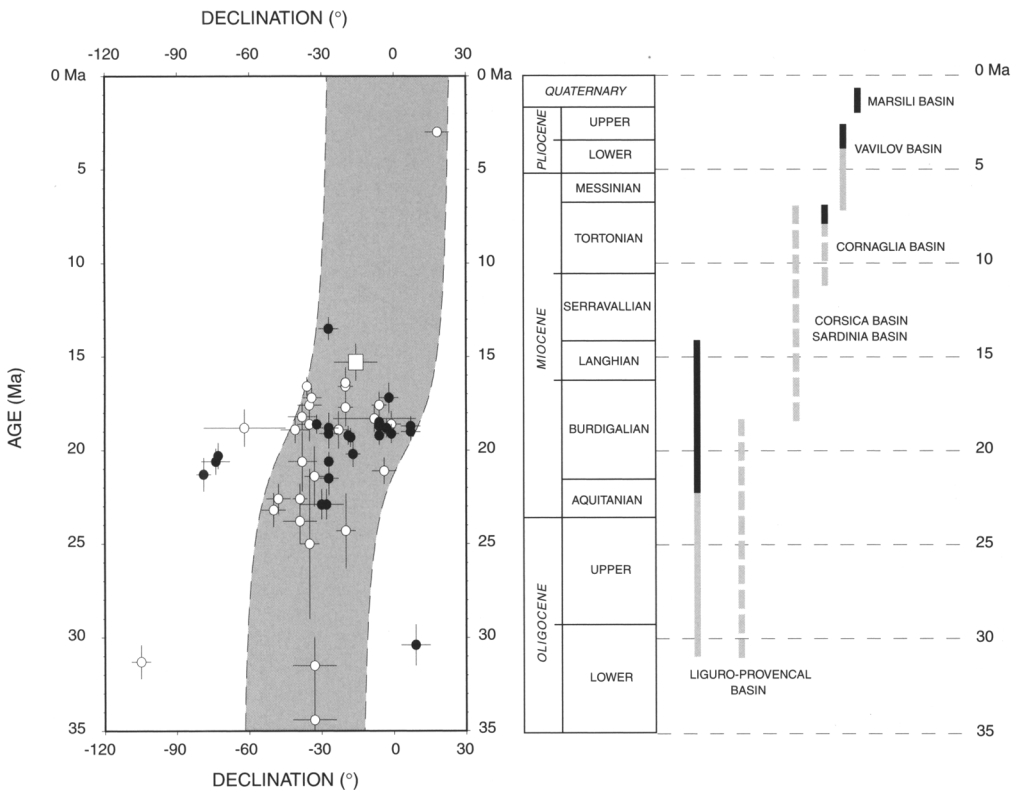 DECLINATION (°)
-120 -90 -60 -30 0 30
0 Ma 0 Ma
5 5
10 10
15 15
20 20
25 25
30 30
35 35
-120 -90 -60 -30 0 30
DECLINATION (°)
AGE (Ma)
QUATERNARY
PLIOCENE
UPPER
LOWER
MIOCENE
MESSINIAN
TORTONIAN
SERRAVALLIAN
LANGHIAN
BURDIGALIAN
AQUITANIAN
OLIGOCENE
UPPER
LOWER
0 Ma
MARSILI BASIN
VAVILOV BASIN
5
CORNAGLIA BASIN
10
CORSICA BASIN
SARDINIA BASIN
15
20
25
30
LIGURO-PROVENCAL
BASIN
35